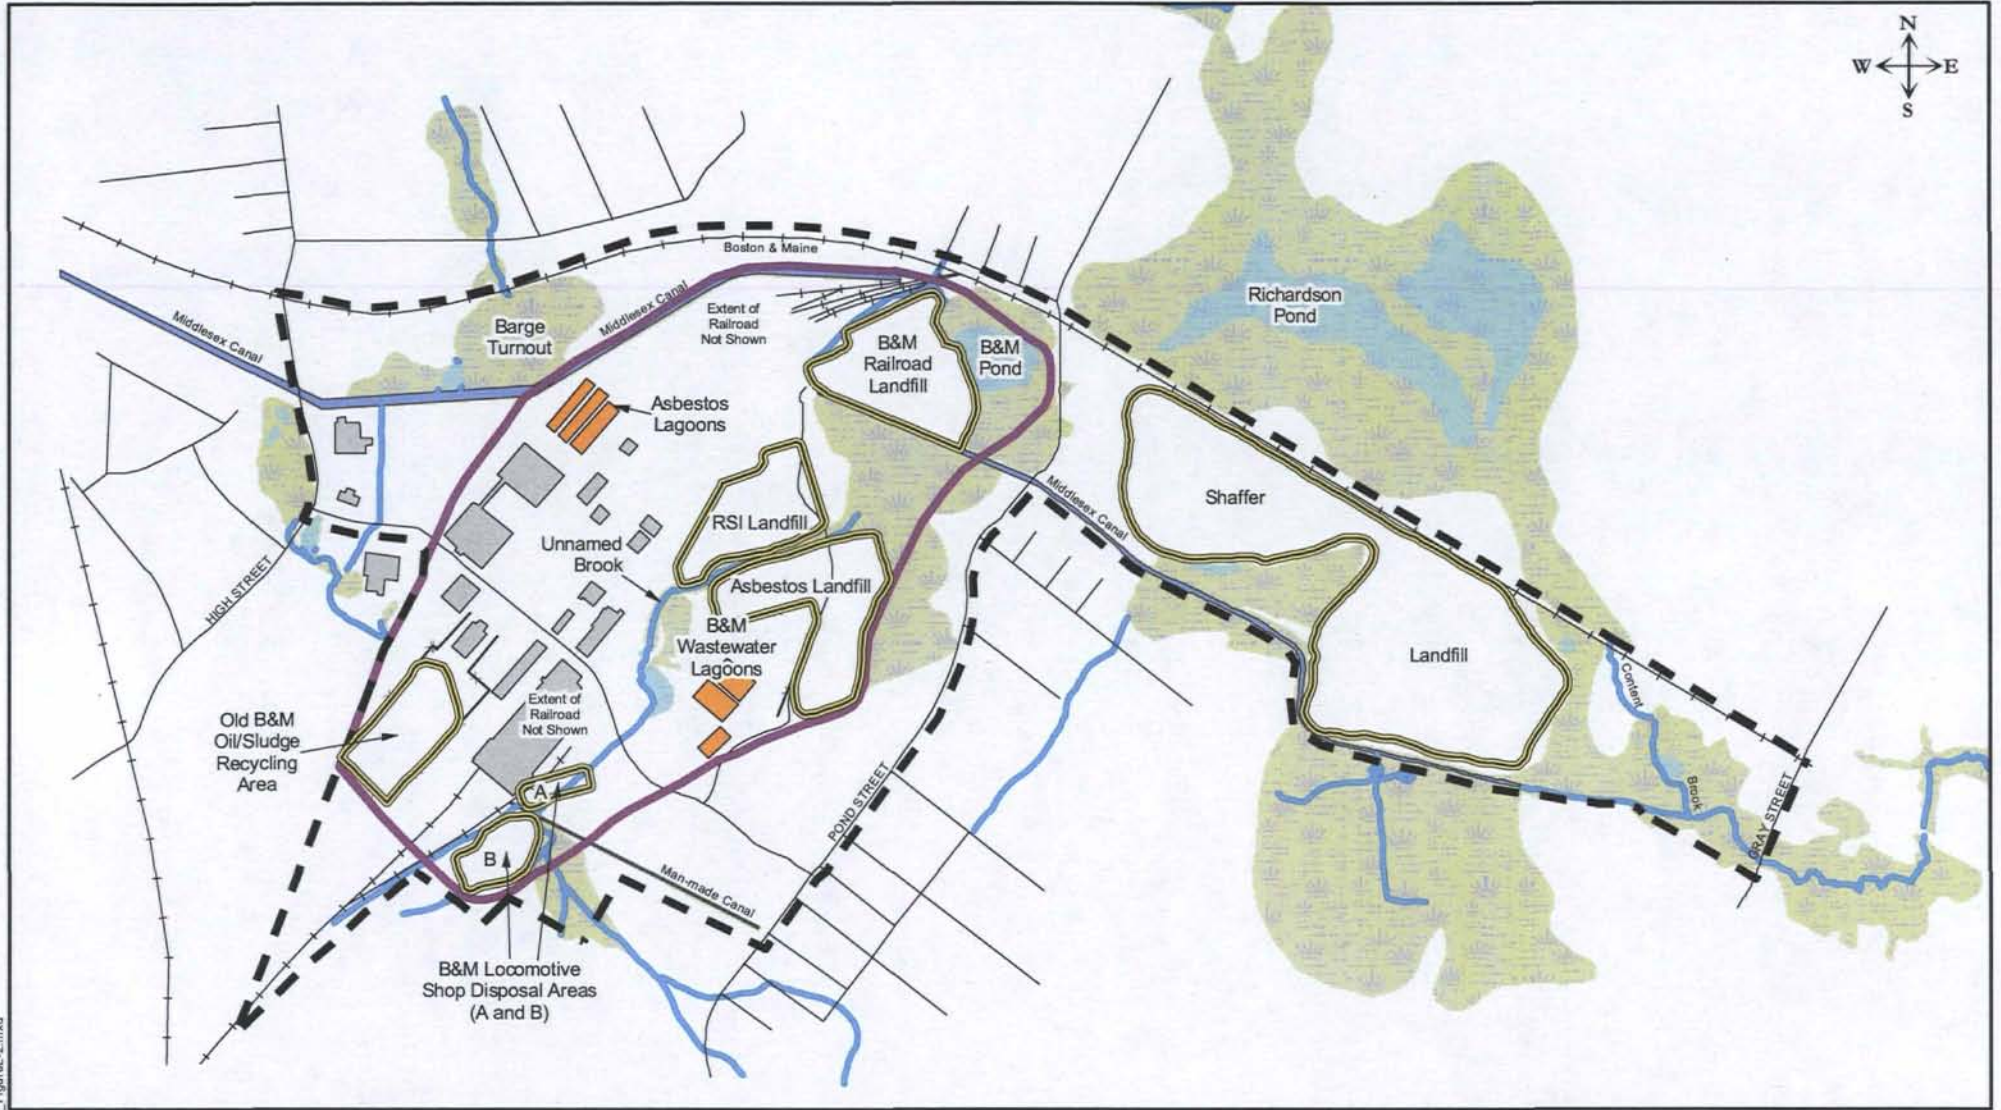 N
W E
S
Boston & Maine
Middlesex Canal
Middlesex Canal
Barge
Turnout
Extent of
Railroad
Not Shown
B&M
Railroad
Landfill
B&M
Pond
Richardson
Pond
Asbestos
Lagoons
Middlesex Canal
Shaffer
RSI Landfill
Unnamed
Brook
Asbestos Landfill
HIGH STREET
B&M
Wastewater
Lagoons
Landfill
Content
Brook
Extent of
Railroad
Not Shown
Old B&M
Oil/Sludge
Recycling
Area
A
B
POND STREET
GRAY STREET
Man-made Canal
B&M Locomotive
Shop Disposal Areas
(A and B)